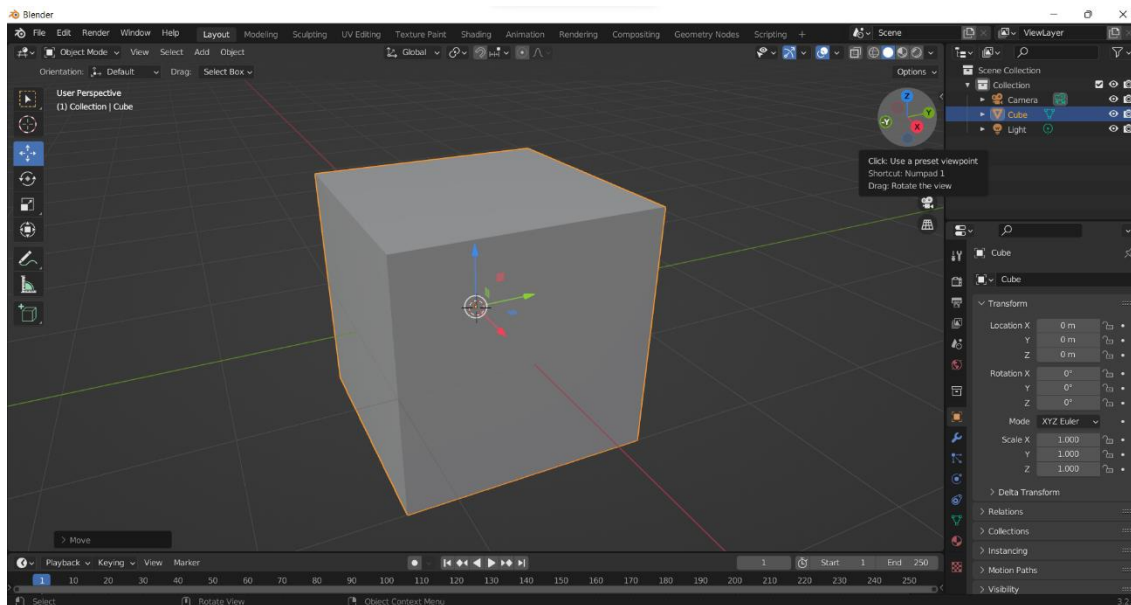 Blender
File Edit Render Window Help Layout Modeling Sculpting UV Editing Texture Paint Shading Animation Rendering Compositing Geometry Nodes Scripting + Scene ViewLayer
Object Mode View Select Add Object Global
Orientation: Default Drag: Select Box Options
User Perspective
(1) Collection | Cube
Z
Y
-Y
X
Click: Use a preset viewpoint
Shortcut: Numpad 1
Drag: Rotate the view
Scene Collection
Collection
Camera
Cube
Light
Cube
Cube
Transform
Location X 0 m
Y 0 m
Z 0 m
Rotation X 0°
Y 0°
Z 0°
Mode XYZ Euler
Scale X 1.000
Y 1.000
Z 1.000
> Delta Transform
> Relations
> Collections
> Instancing
> Motion Paths
> Visibility
> Move
Playback Keying View Marker 1 Start 1 End 250
1 10 20 30 40 50 60 70 80 90 100 110 120 130 140 150 160 170 180 190 200 210 220 230 240 250
Select Rotate View Object Context Menu 3.2